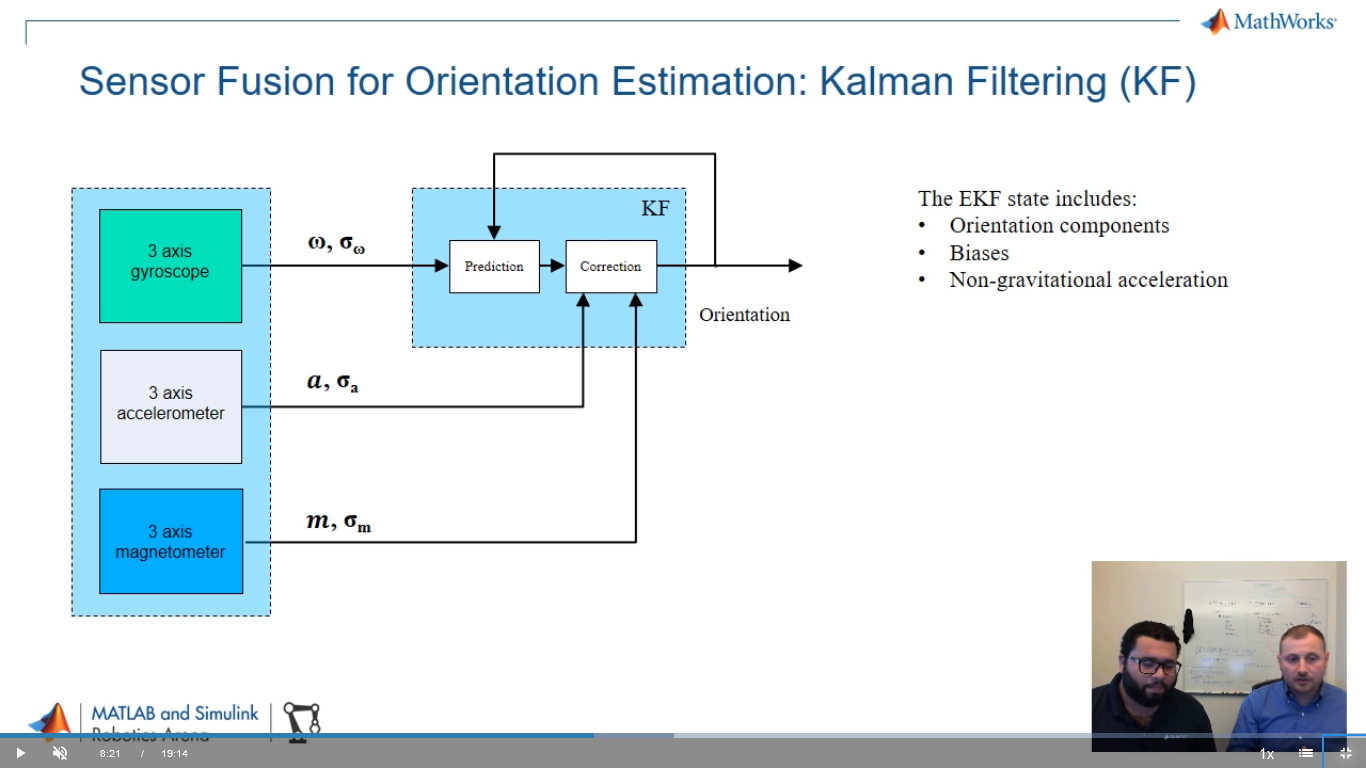 MathWorks
Sensor Fusion for Orientation Estimation: Kalman Filtering (KF)
KF
3 axis
gyroscope
ω, σω
Prediction
Correction
Orientation
3 axis
accelerometer
a, σa
3 axis
magnetometer
m, σm
The EKF state includes:
• Orientation components
• Biases
• Non-gravitational acceleration
MATLAB and Simulink
Robotics Arena
8:21 / 19:14
1x